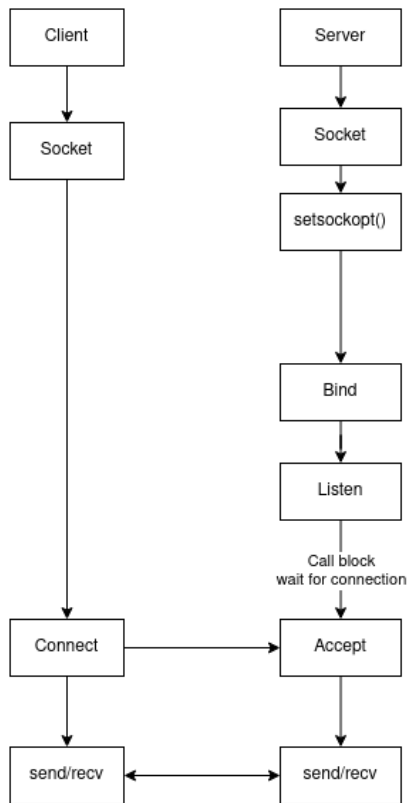 Client
Server
Socket
Socket
setsockopt()
Bind
Listen
Call block
wait for connection
Connect
Accept
send/recv
send/recv